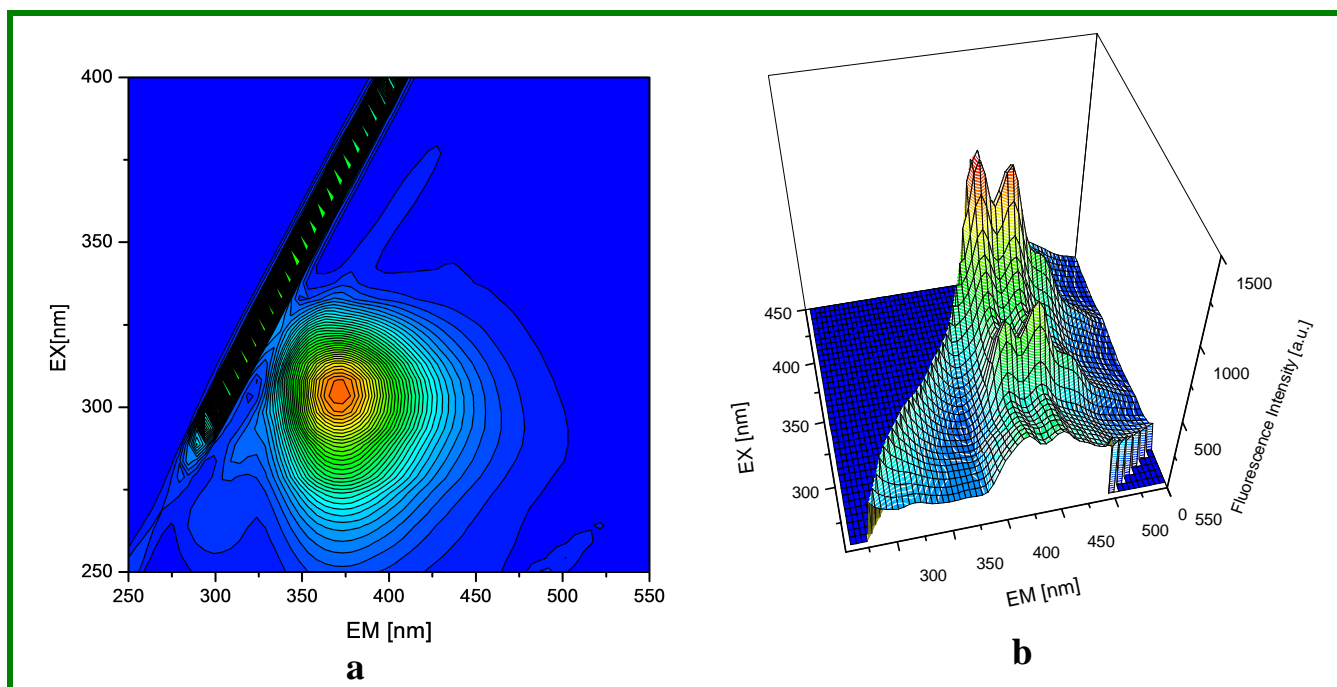 400
350
300
250
EX[nm]
250 300 350 400 450 500 550
EM [nm]
a
450
400
350
300
EX [nm]
300 350 400 450 500 550
EM [nm]
0 500 1000 1500
Fluorescence Intensity [a.u.]
b